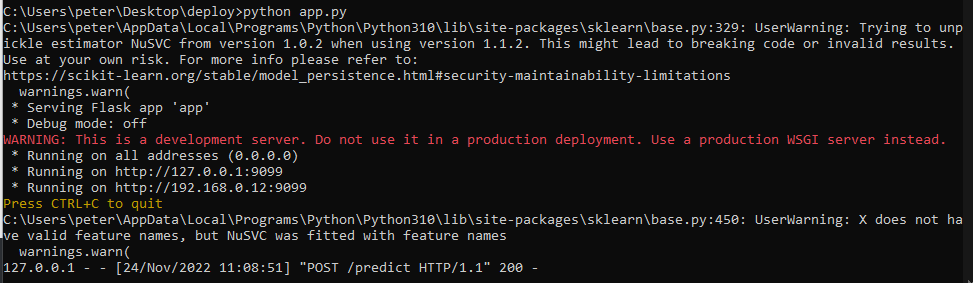 C:\Users\peter\Desktop\deploy>python app.py
C:\Users\peter\AppData\Local\Programs\Python\Python310\lib\site-packages\sklearn\base.py:329: UserWarning: Trying to unp
ickle estimator NuSVC from version 1.0.2 when using version 1.1.2. This might lead to breaking code or invalid results.
Use at your own risk. For more info please refer to:
https://scikit-learn.org/stable/model_persistence.html#security-maintainability-limitations
  warnings.warn(
 * Serving Flask app 'app'
 * Debug mode: off
WARNING: This is a development server. Do not use it in a production deployment. Use a production WSGI server instead.
 * Running on all addresses (0.0.0.0)
 * Running on http://127.0.0.1:9099
 * Running on http://192.168.0.12:9099
Press CTRL+C to quit
C:\Users\peter\AppData\Local\Programs\Python\Python310\lib\site-packages\sklearn\base.py:450: UserWarning: X does not ha
ve valid feature names, but NuSVC was fitted with feature names
  warnings.warn(
127.0.0.1 - - [24/Nov/2022 11:08:51] "POST /predict HTTP/1.1" 200 -